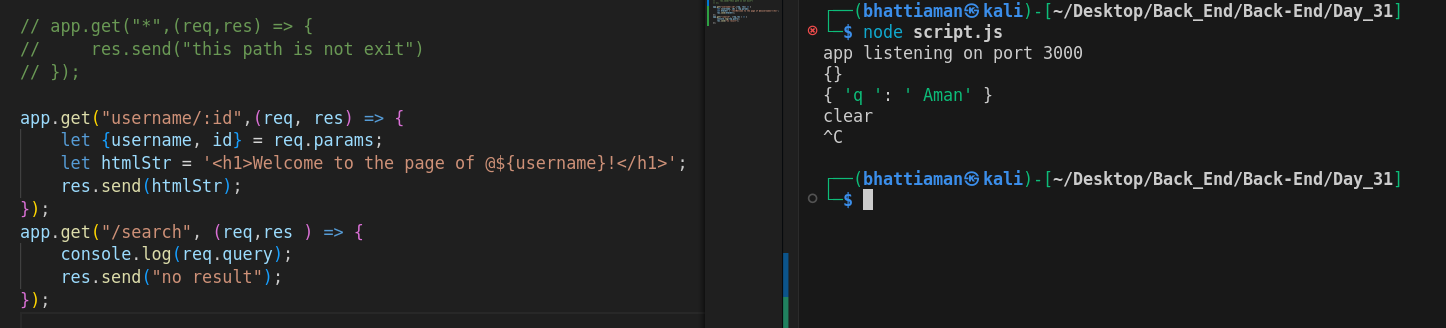 // app.get("*",(req,res) => {
//     res.send("this path is not exit")
// });
app.get("username/:id",(req, res) => {
    let {username, id} = req.params;
    let htmlStr = '<h1>Welcome to the page of @${username}!</h1>';
    res.send(htmlStr);
});
app.get("/search", (req,res ) => {
    console.log(req.query);
    res.send("no result");
});
┌──(bhattiaman㉿kali)-[~/Desktop/Back_End/Back-End/Day_31]
└─$ node script.js
app listening on port 3000
{}
{ 'q ': ' Aman' }
clear
^C
┌──(bhattiaman㉿kali)-[~/Desktop/Back_End/Back-End/Day_31]
└─$